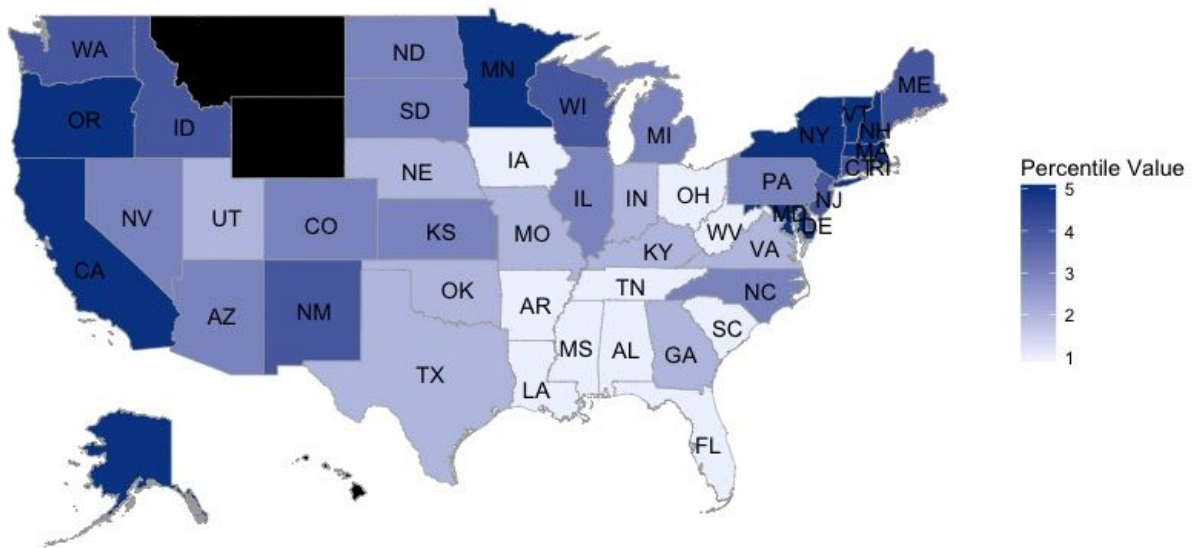 WA
ND
MN
ME
OR
ID
SD
WI
MI
VT
NH
NY
MA
CT
RI
IA
NE
PA
NJ
NV
UT
CO
KS
MO
IL
IN
OH
WV
MD
DE
KY
VA
CA
AZ
NM
OK
AR
TN
NC
TX
LA
MS
AL
GA
SC
FL
Percentile Value
5
4
3
2
1